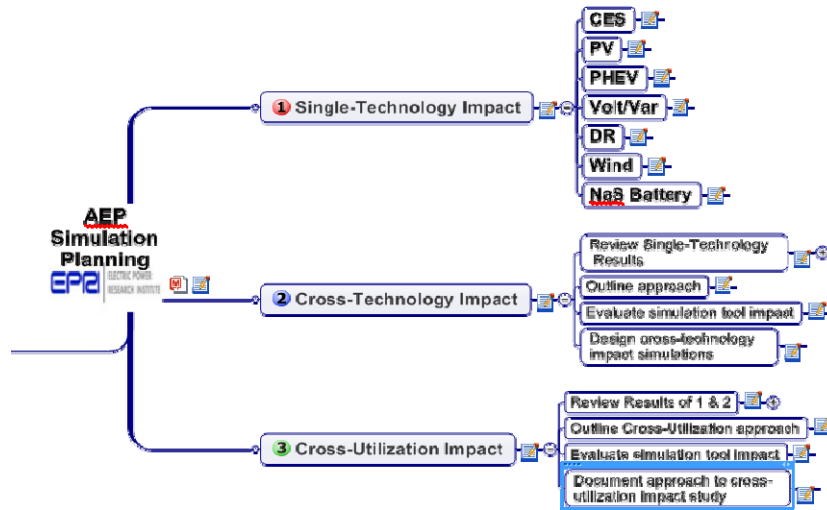 CES
PV
PHEV
1 Single-Technology Impact
Volt/Var
DR
Wind
NaS Battery
AEP
Simulation
Planning
EPRI ELECTRIC POWER
RESEARCH INSTITUTE
2 Cross-Technology Impact
Review Single-Technology
Results
Outline approach
Evaluate simulation tool impact
Design cross-technology
impact simulations
3 Cross-Utilization Impact
Review Results of 1 & 2
Outline Cross-Utilization approach
Evaluate simulation tool impact
Document approach to cross-
utilization impact study